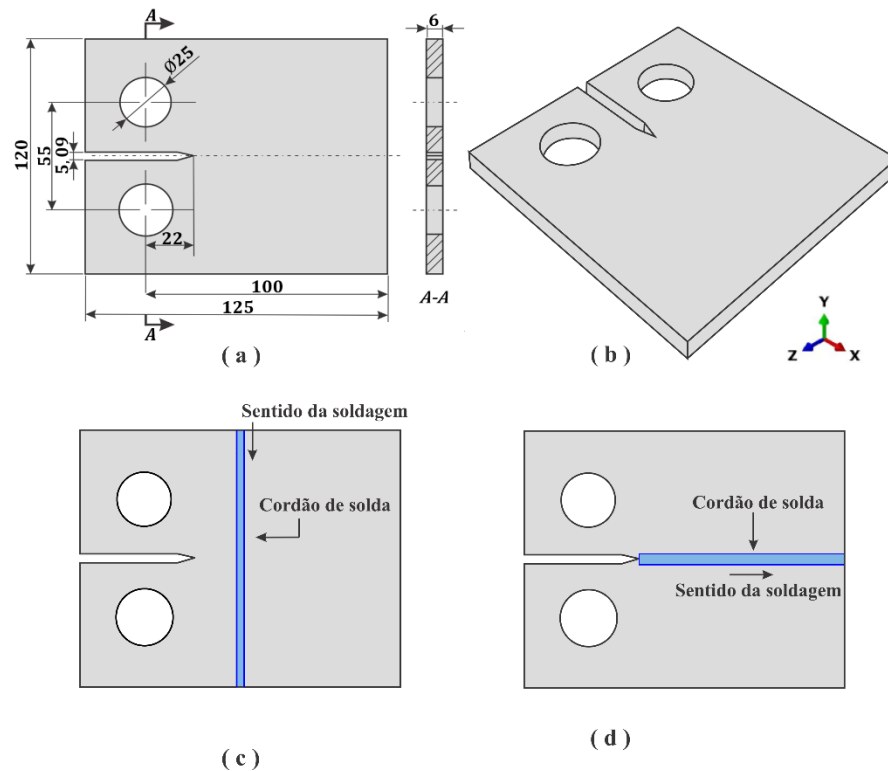 A
6
Ø25
120
55
5,09
22
100
125
A
A-A
( a )
( b )
Y
Z
X
Sentido da soldagem
Cordão de solda
( c )
Cordão de solda
Sentido da soldagem
( d )